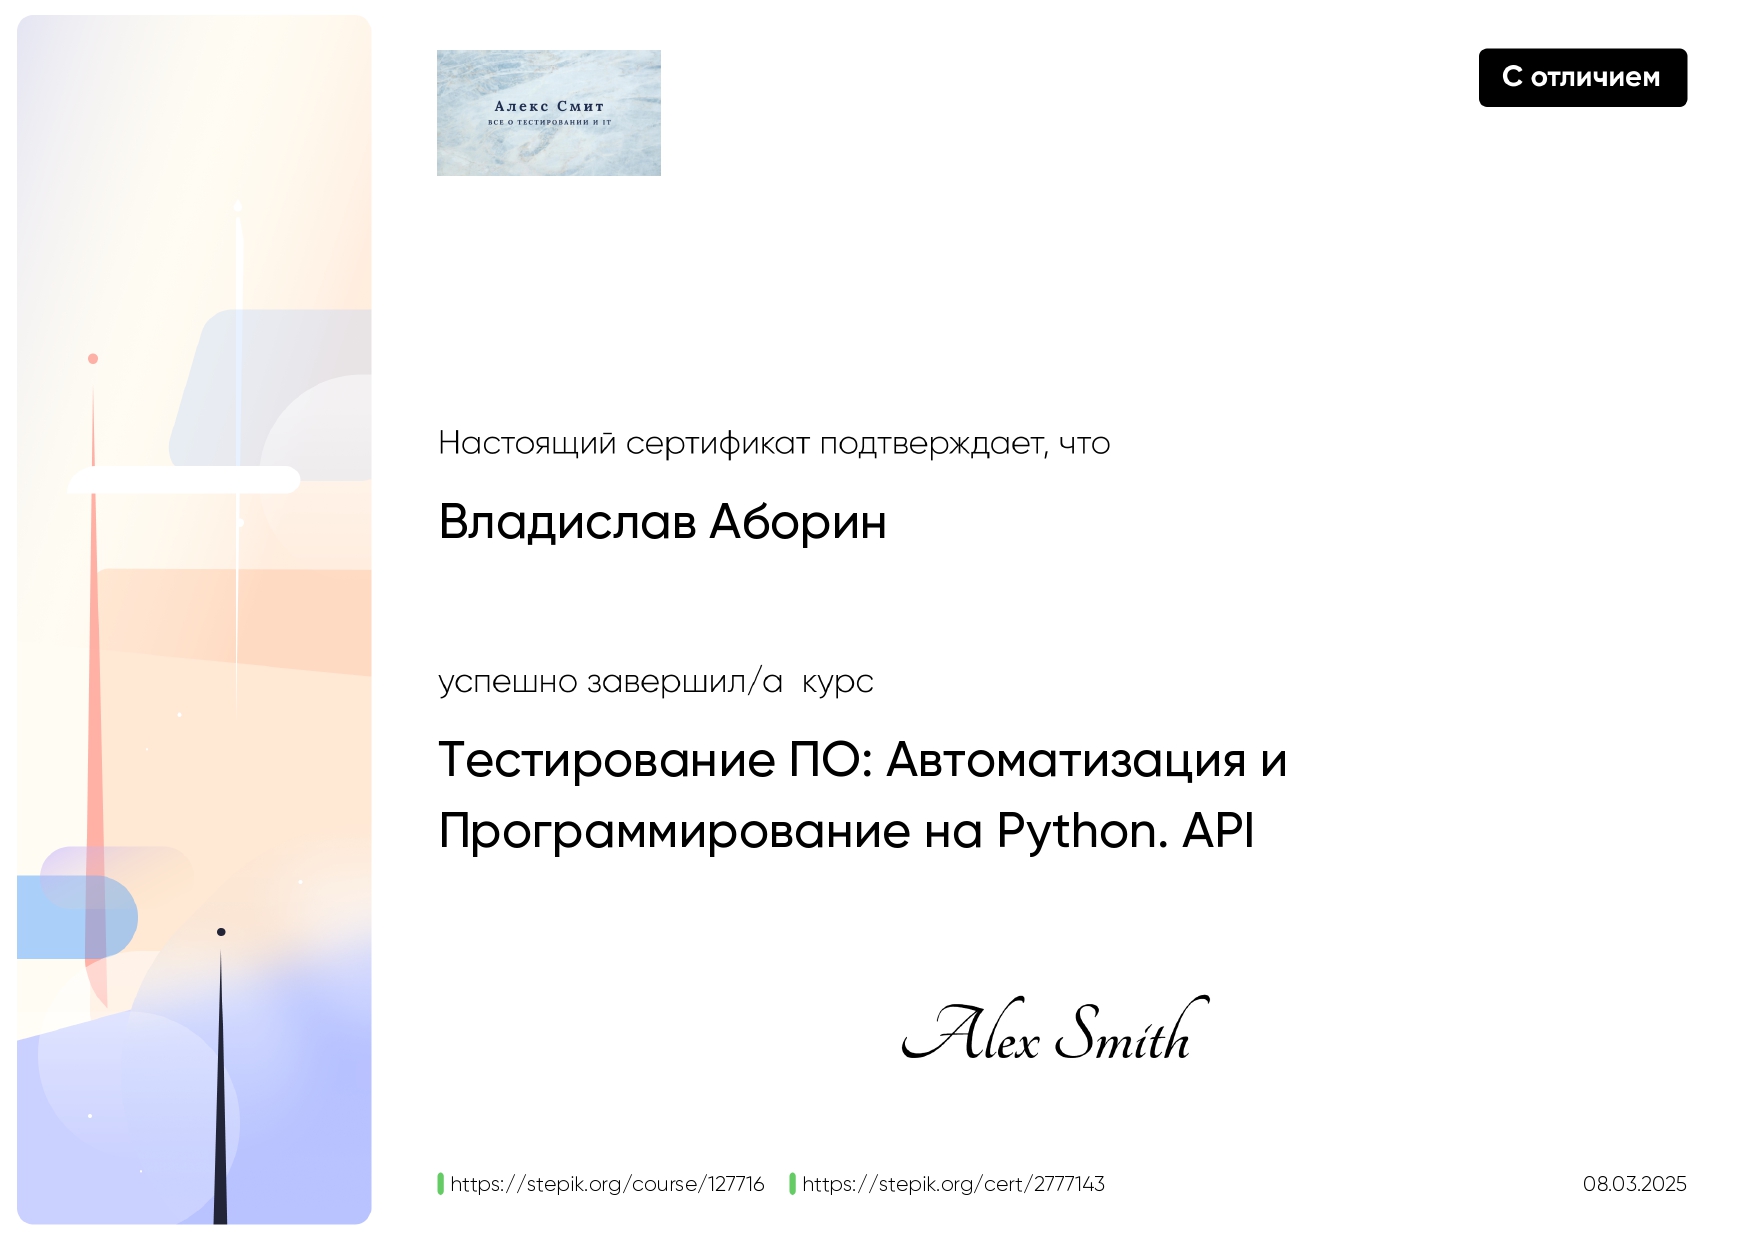 Алекс Смит
ВСЕ О ТЕСТИРОВАНИИ И IT
С отличием
Настоящий сертификат подтверждает, что
Владислав Аборин
успешно завершил/а курс
Тестирование ПО: Автоматизация и
Программирование на Python. API
Alex Smith
https://stepik.org/course/127716 https://stepik.org/cert/2777143 08.03.2025